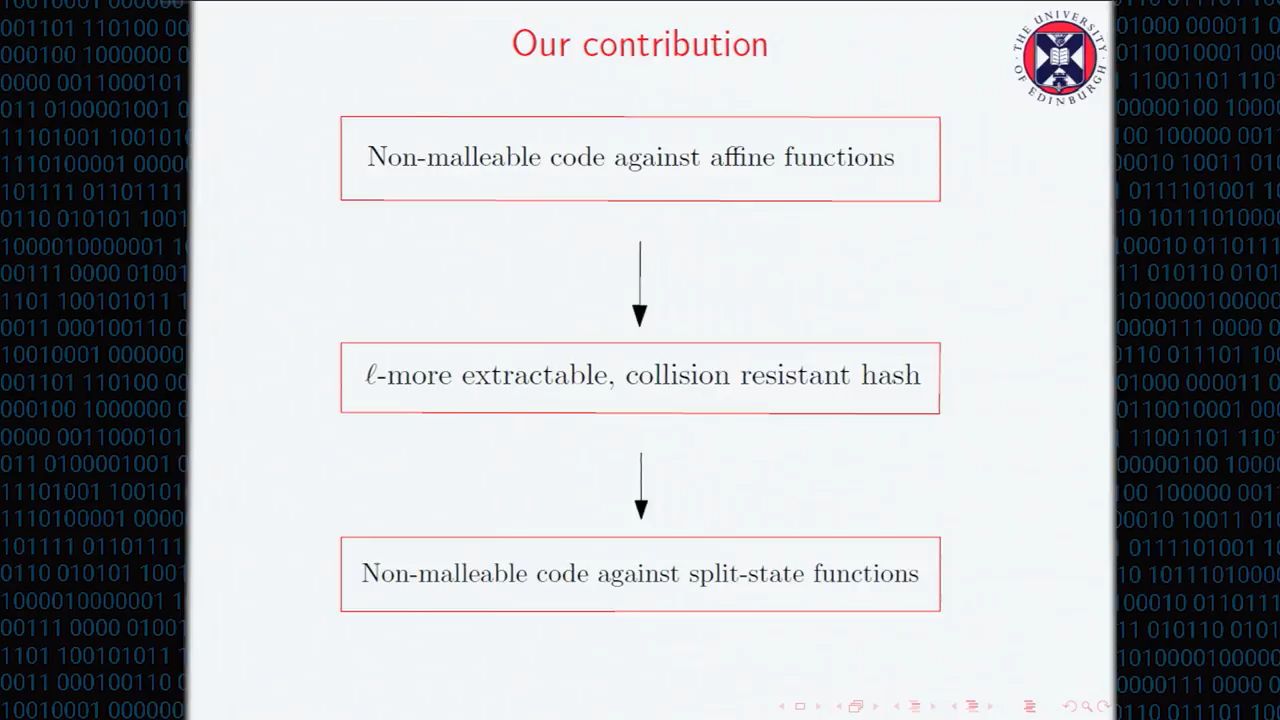 Our contribution
THE UNIVERSITY OF EDINBURGH
Non-malleable code against affine functions
ℓ-more extractable, collision resistant hash
Non-malleable code against split-state functions